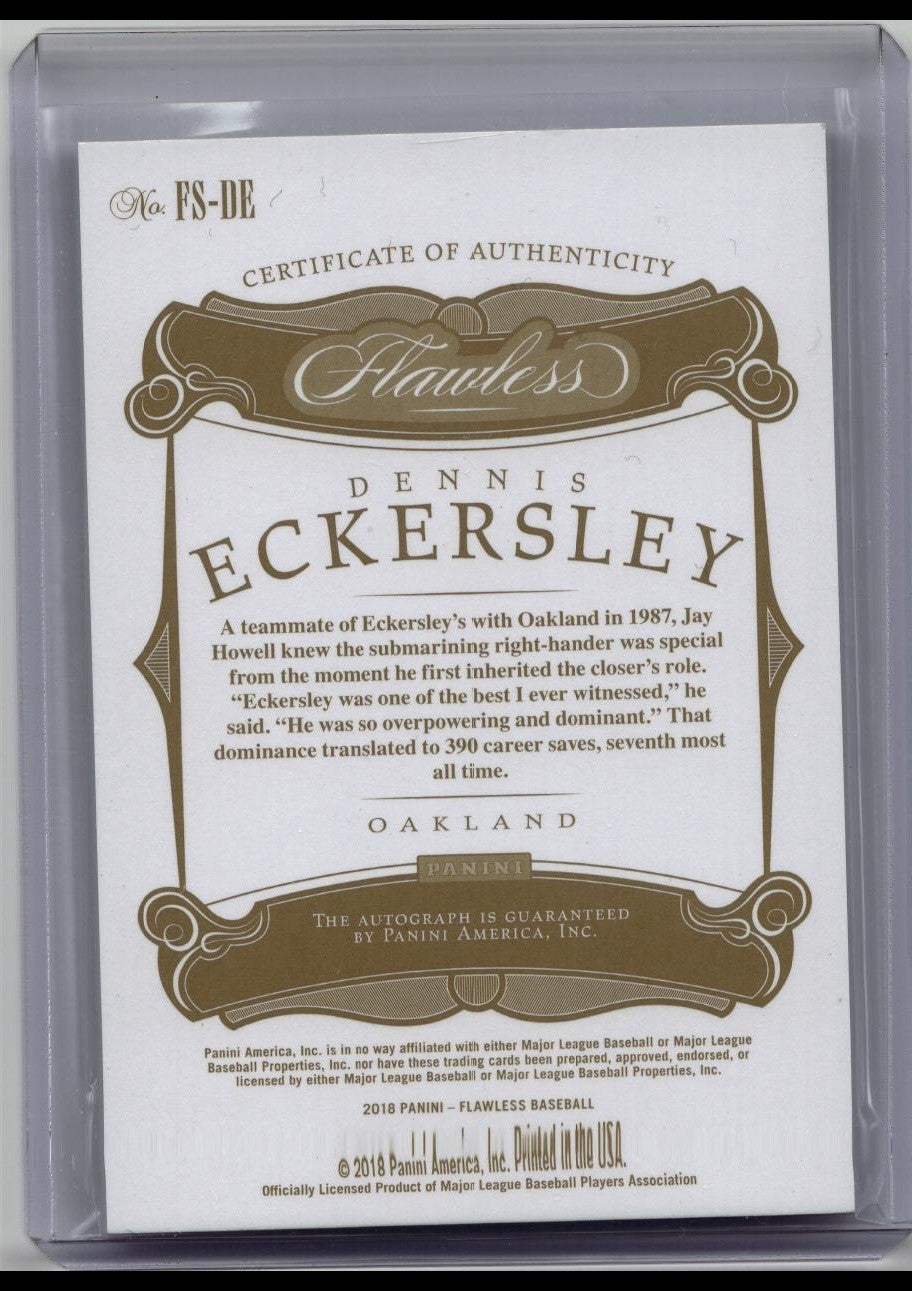 No. FS-DE
CERTIFICATE OF AUTHENTICITY
Flawless
DENNIS
ECKERSLEY
A teammate of Eckersley's with Oakland in 1987, Jay
Howell knew the submarining right-hander was special
from the moment he first inherited the closer's role.
“Eckersley was one of the best I ever witnessed,” he
said. “He was so overpowering and dominant.” That
dominance translated to 390 career saves, seventh most
all time.
OAKLAND
PANINI
THE AUTOGRAPH IS GUARANTEED
BY PANINI AMERICA, INC.
Panini America, Inc. is in no way affiliated with either Major League Baseball or Major League
Baseball Properties, Inc. nor have these trading cards been prepared, approved, endorsed, or
licensed by either Major League Baseball or Major League Baseball Properties, Inc.
2018 PANINI – FLAWLESS BASEBALL
© 2018 Panini America, Inc. Printed in the USA.
Officially Licensed Product of Major League Baseball Players Association